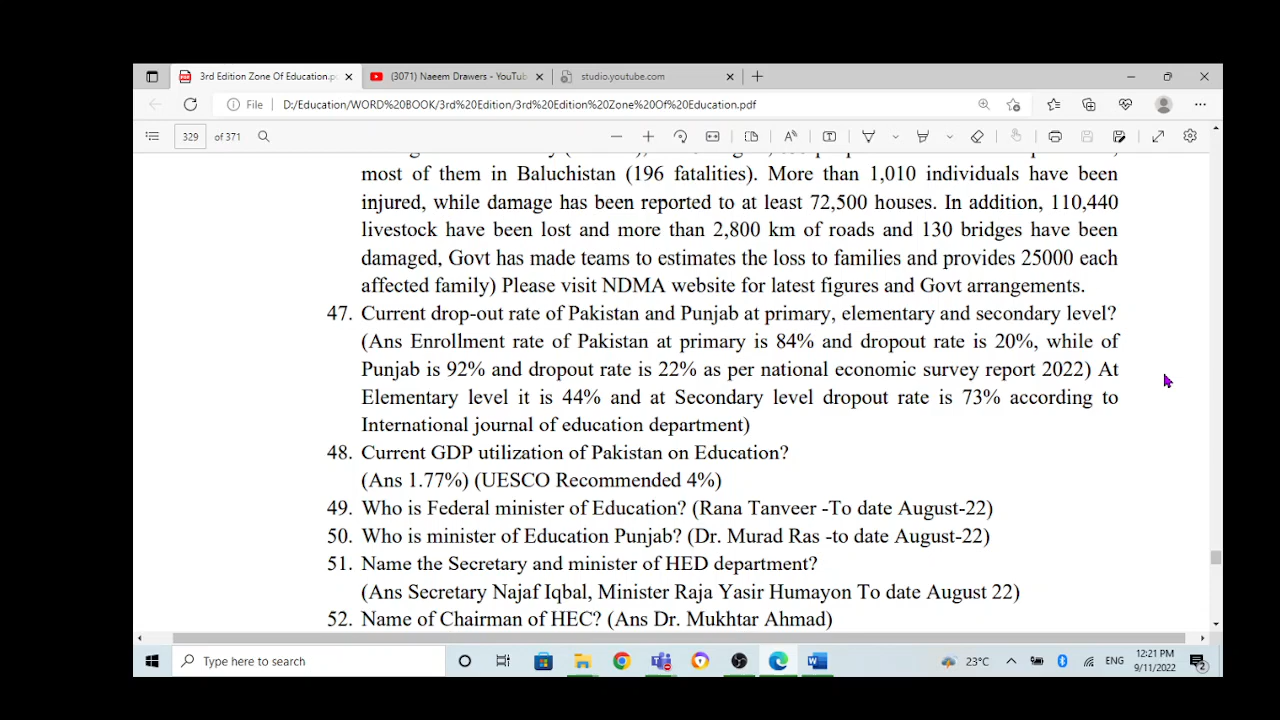 3rd Edition Zone Of Education.p
(3071) Naeem Drawers - YouTub
studio.youtube.com
File
D:/Education/WORD%20BOOK/3rd%20Edition/3rd%20Edition%20Zone%20Of%20Education.pdf
329 of 371
most of them in Baluchistan (196 fatalities). More than 1,010 individuals have been
injured, while damage has been reported to at least 72,500 houses. In addition, 110,440
livestock have been lost and more than 2,800 km of roads and 130 bridges have been
damaged, Govt has made teams to estimates the loss to families and provides 25000 each
affected family) Please visit NDMA website for latest figures and Govt arrangements.
47. Current drop-out rate of Pakistan and Punjab at primary, elementary and secondary level?
(Ans Enrollment rate of Pakistan at primary is 84% and dropout rate is 20%, while of
Punjab is 92% and dropout rate is 22% as per national economic survey report 2022) At
Elementary level it is 44% and at Secondary level dropout rate is 73% according to
International journal of education department)
48. Current GDP utilization of Pakistan on Education?
(Ans 1.77%) (UESCO Recommended 4%)
49. Who is Federal minister of Education? (Rana Tanveer -To date August-22)
50. Who is minister of Education Punjab? (Dr. Murad Ras -to date August-22)
51. Name the Secretary and minister of HED department?
(Ans Secretary Najaf Iqbal, Minister Raja Yasir Humayon To date August 22)
52. Name of Chairman of HEC? (Ans Dr. Mukhtar Ahmad)
Type here to search
23°C
ENG
12:21 PM
9/11/2022
2